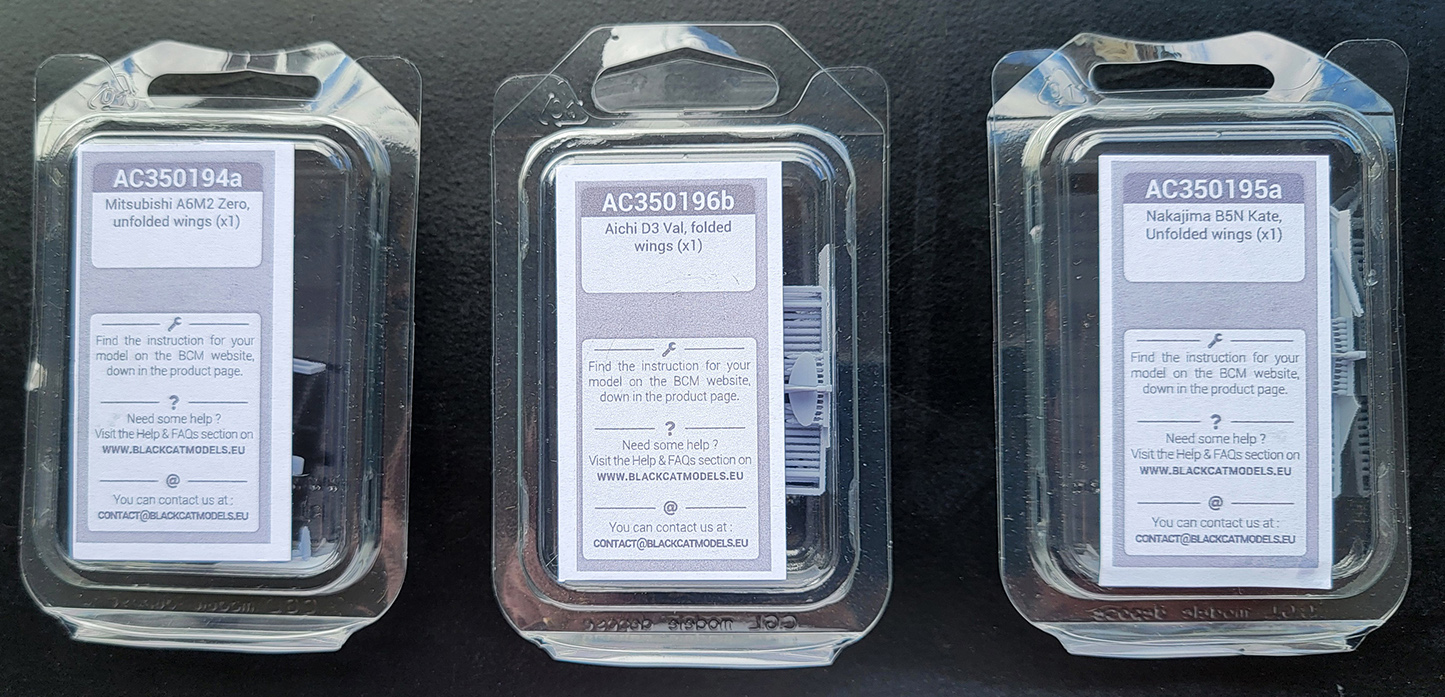 AC350194a
Mitsubishi A6M2 Zero,
unfolded wings (x1)
Find the instruction for your
model on the BCM website,
down in the product page.
?
Need some help ?
Visit the Help & FAQs section on
WWW.BLACKCATMODELS.EU
@
You can contact us at :
CONTACT@BLACKCATMODELS.EU
AC350196b
Aichi D3 Val, folded
wings (x1)
Find the instruction for your
model on the BCM website,
down in the product page.
?
Need some help ?
Visit the Help & FAQs section on
WWW.BLACKCATMODELS.EU
@
You can contact us at :
CONTACT@BLACKCATMODELS.EU
AC350195a
Nakajima B5N Kate,
Unfolded wings (x1)
Find the instruction for your
model on the BCM website,
down in the product page.
?
Need some help ?
Visit the Help & FAQs section on
WWW.BLACKCATMODELS.EU
@
You can contact us at :
CONTACT@BLACKCATMODELS.EU